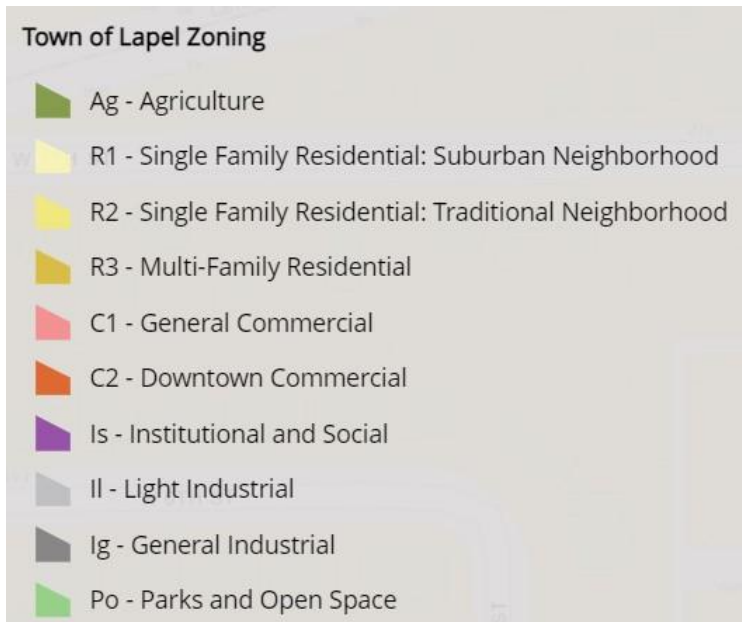 Town of Lapel Zoning
Ag - Agriculture
R1 - Single Family Residential: Suburban Neighborhood
R2 - Single Family Residential: Traditional Neighborhood
R3 - Multi-Family Residential
C1 - General Commercial
C2 - Downtown Commercial
Is - Institutional and Social
Il - Light Industrial
Ig - General Industrial
Po - Parks and Open Space